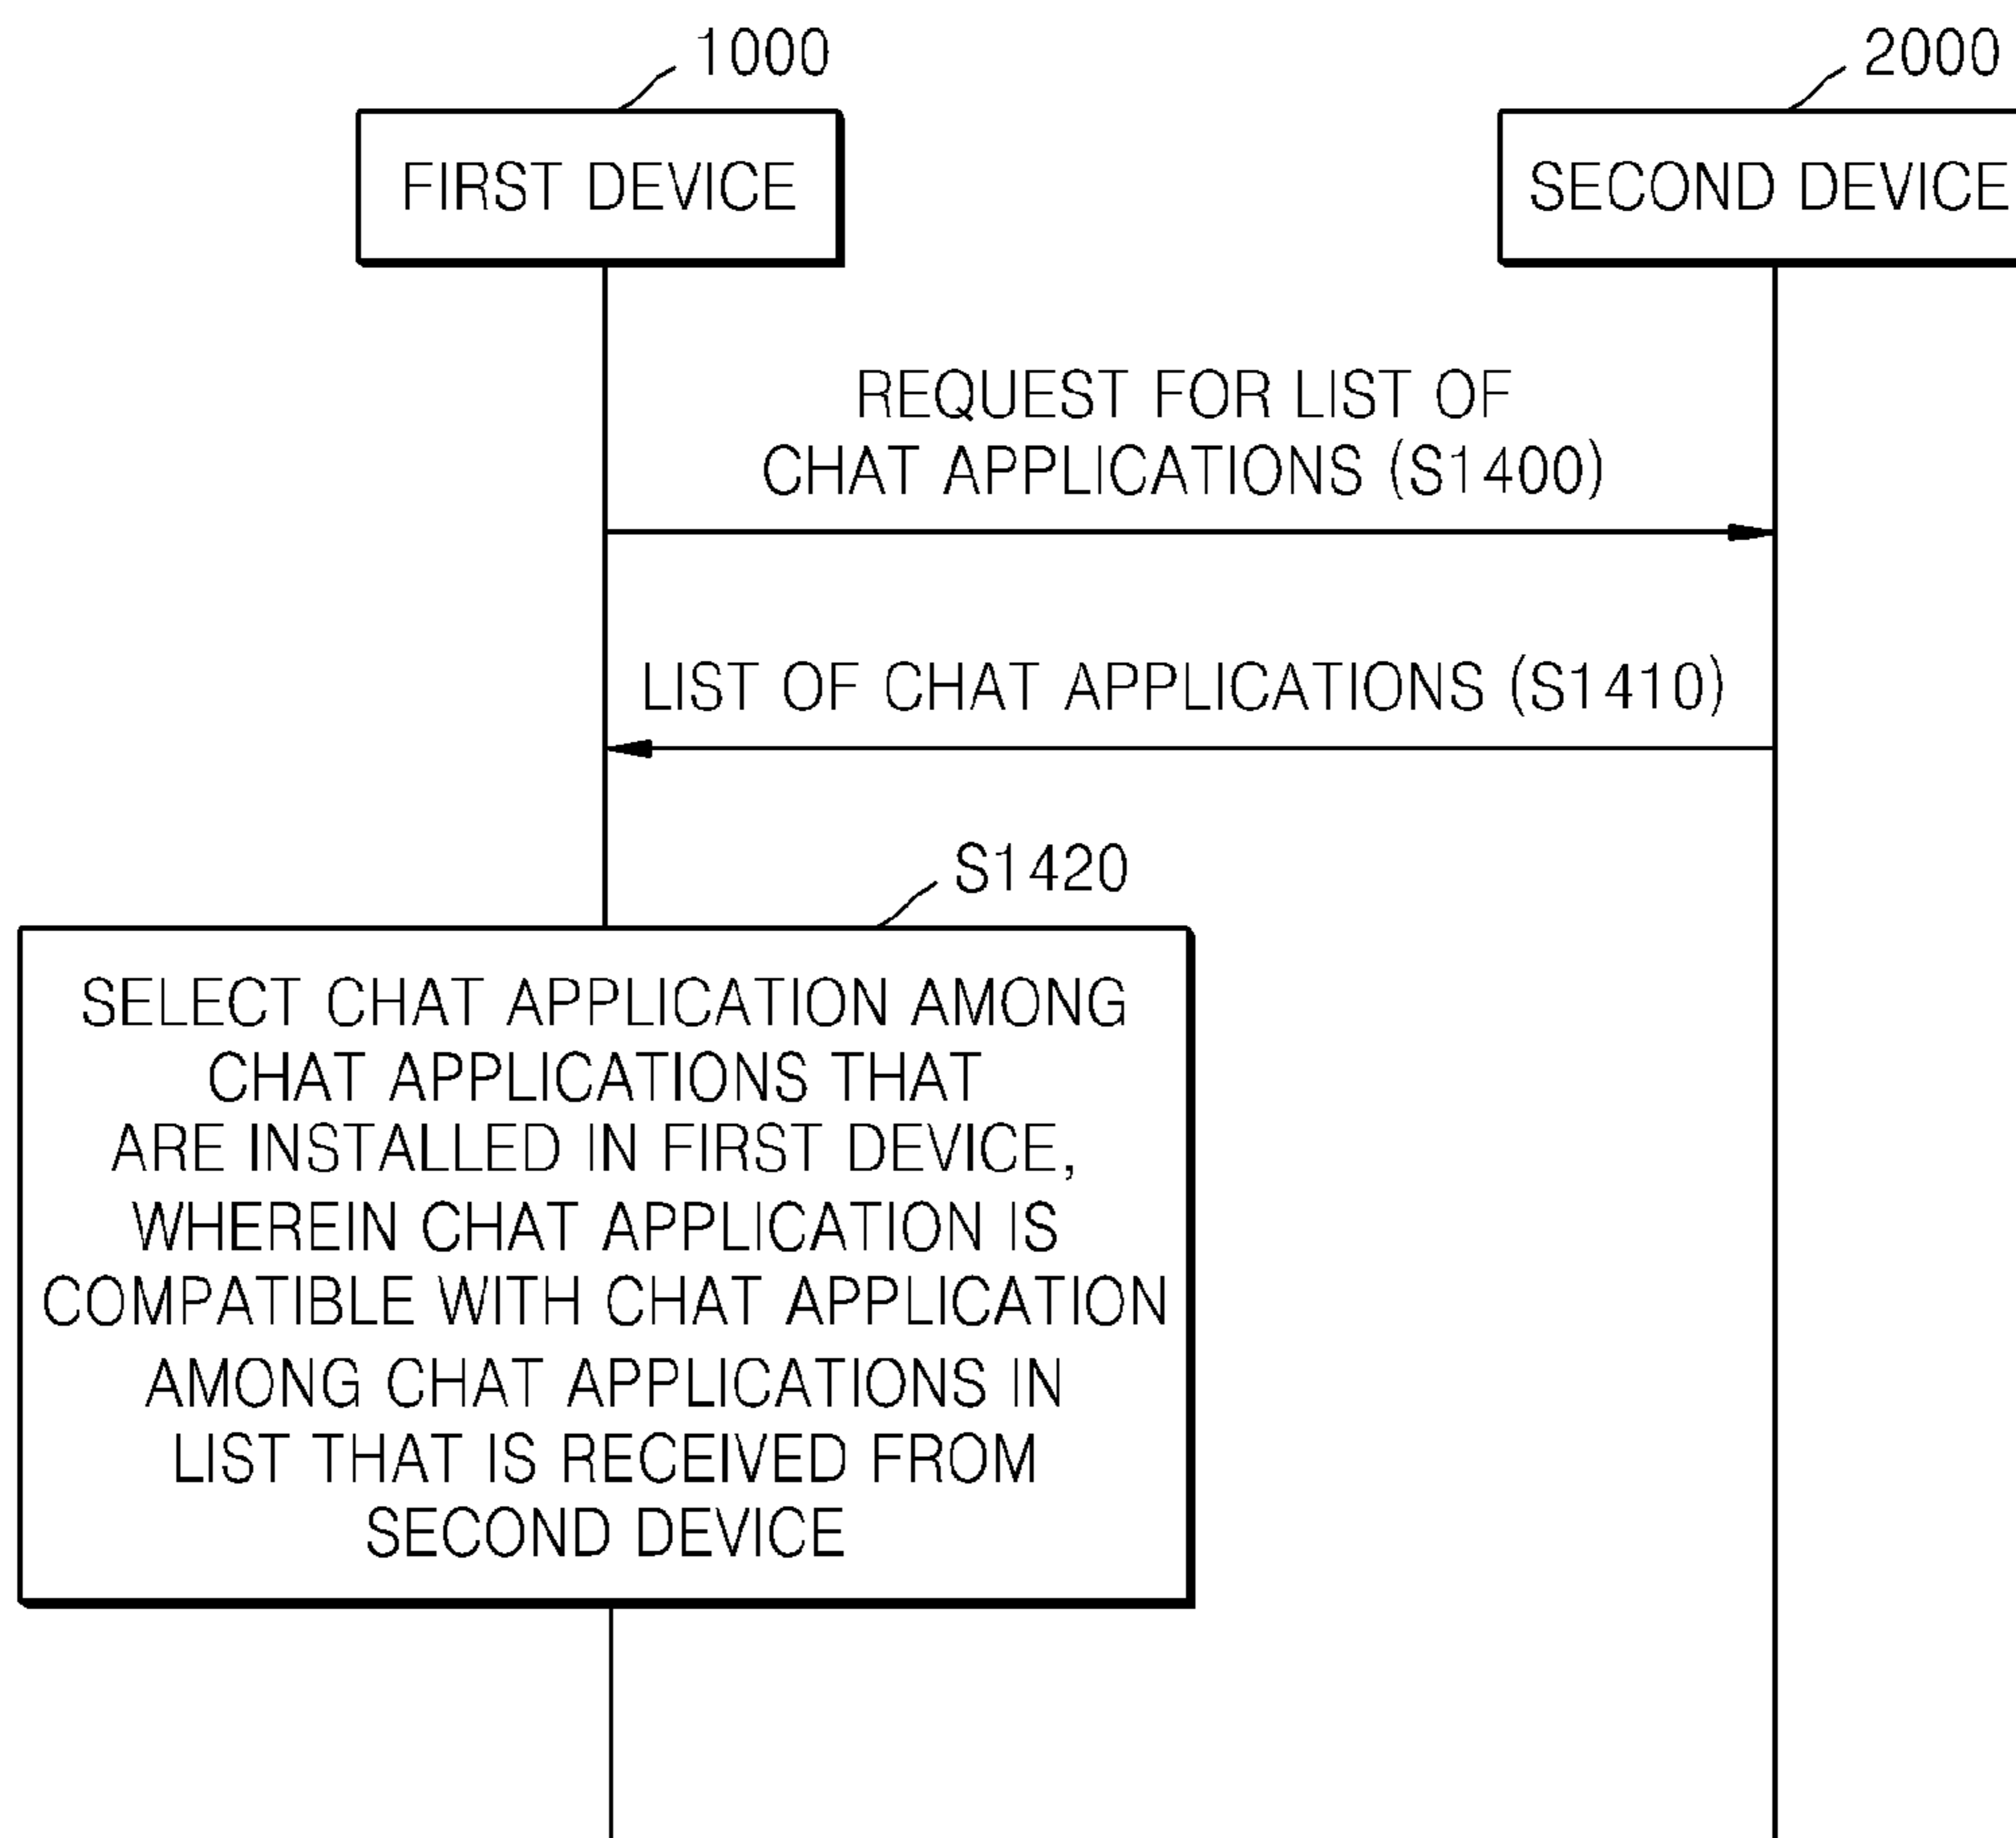 1000
2000
FIRST DEVICE
SECOND DEVICE
REQUEST FOR LIST OF
CHAT APPLICATIONS (S1400)
LIST OF CHAT APPLICATIONS (S1410)
S1420
SELECT CHAT APPLICATION AMONG
CHAT APPLICATIONS THAT
ARE INSTALLED IN FIRST DEVICE,
WHEREIN CHAT APPLICATION IS
COMPATIBLE WITH CHAT APPLICATION
AMONG CHAT APPLICATIONS IN
LIST THAT IS RECEIVED FROM
SECOND DEVICE